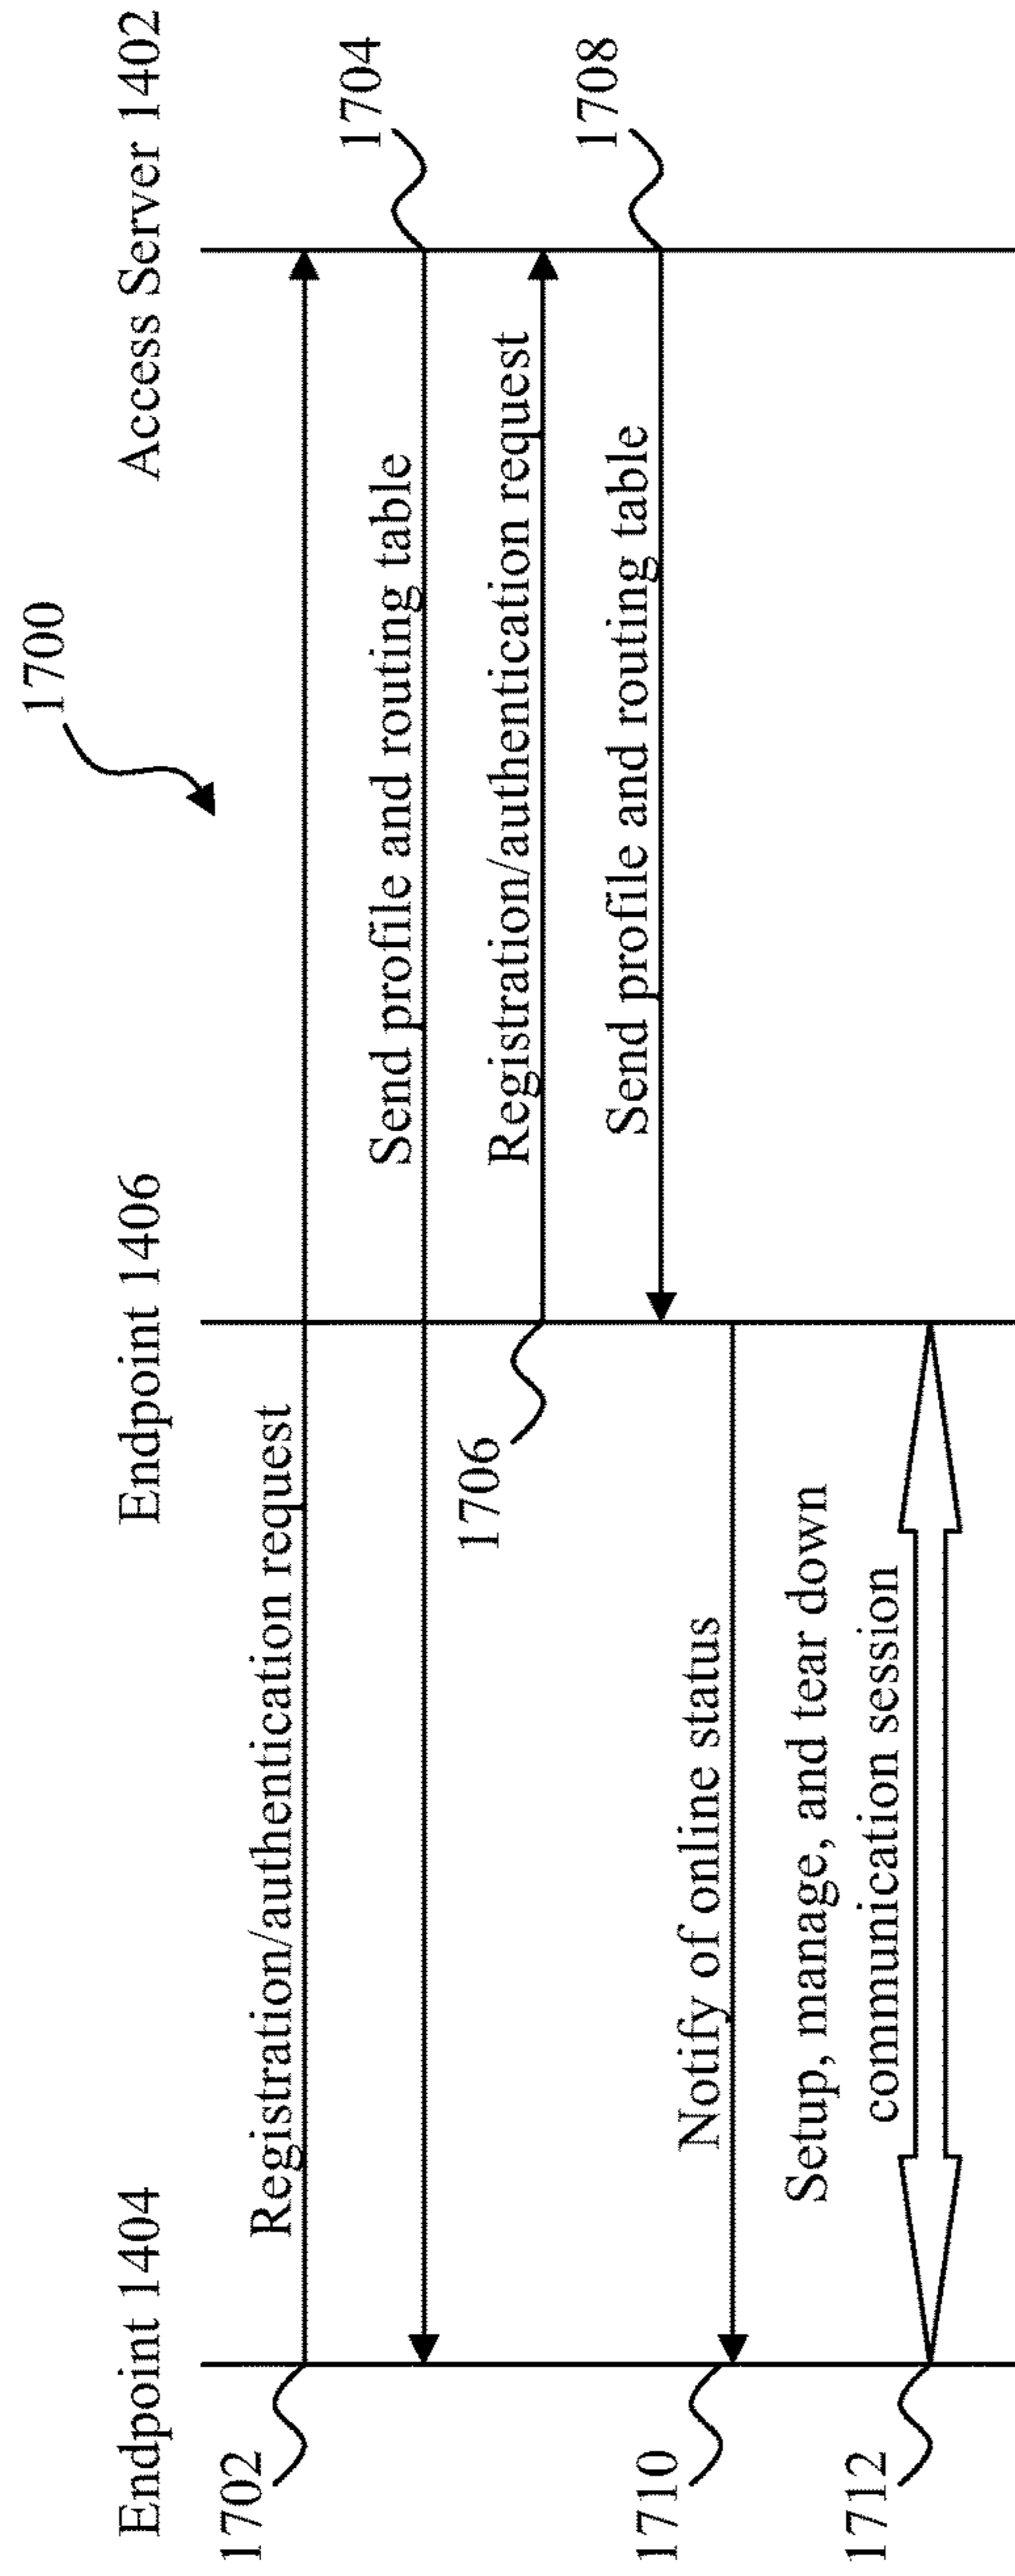 1700
Endpoint 1404
Endpoint 1406
Access Server 1402
1702
Registration/authentication request
Send profile and routing table
1704
1706
Registration/authentication request
Send profile and routing table
1708
1710
Notify of online status
1712
Setup, manage, and tear down
communication session